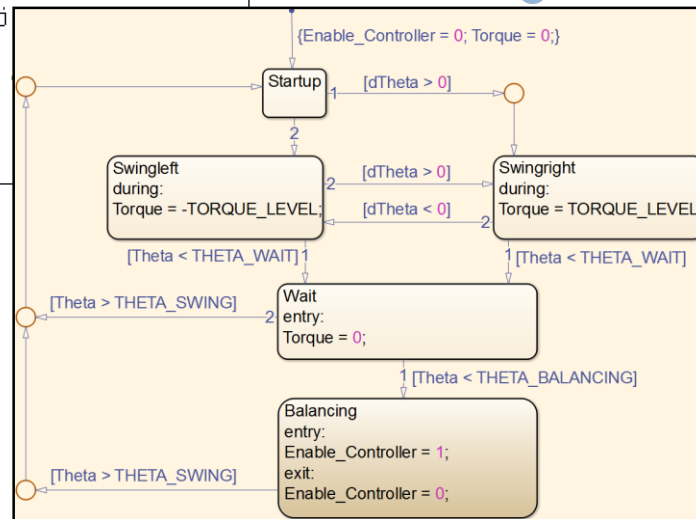 {Enable_Controller = 0; Torque = 0;}
Startup
1
[dTheta > 0]
2
Swingleft
during:
Torque = -TORQUE_LEVEL;
2
[dTheta > 0]
[dTheta < 0]
2
Swingright
during:
Torque = TORQUE_LEVEL
[Theta < THETA_WAIT]
1
1
[Theta < THETA_WAIT]
[Theta > THETA_SWING]
2
Wait
entry:
Torque = 0;
1
[Theta < THETA_BALANCING]
Balancing
entry:
Enable_Controller = 1;
exit:
Enable_Controller = 0;
[Theta > THETA_SWING]